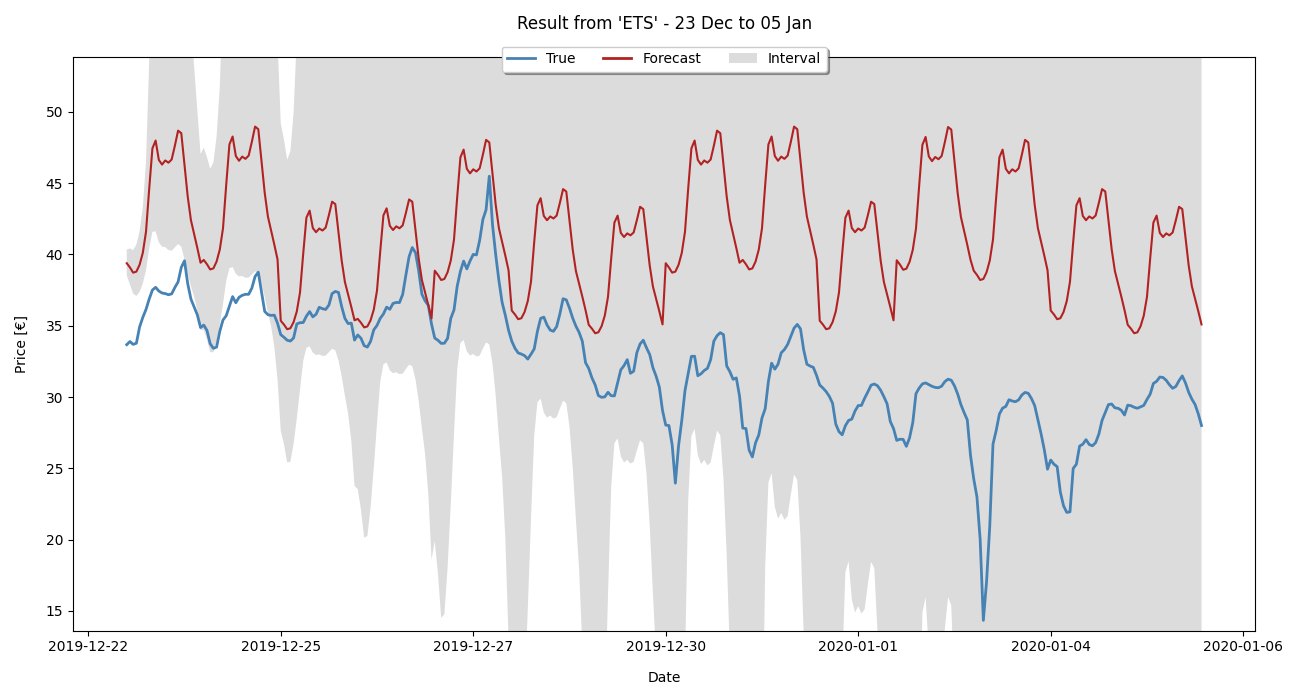 Result from 'ETS' - 23 Dec to 05 Jan
True Forecast Interval
Price [€]
50
45
40
35
30
25
20
15
2019-12-22 2019-12-25 2019-12-27 2019-12-30 2020-01-01 2020-01-04 2020-01-06
Date